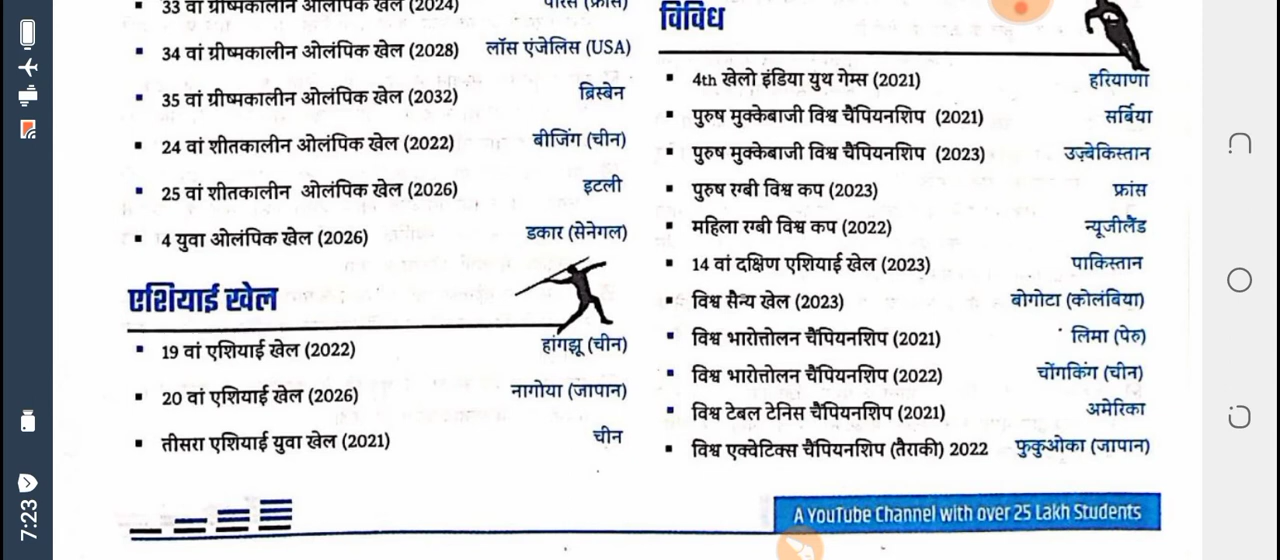 33 वां ग्रीष्मकालीन ओलंपिक खेल (2024) पेरिस (फ्रांस)
34 वां ग्रीष्मकालीन ओलंपिक खेल (2028) लॉस एंजेलिस (USA)
35 वां ग्रीष्मकालीन ओलंपिक खेल (2032) ब्रिस्बेन
24 वां शीतकालीन ओलंपिक खेल (2022) बीजिंग (चीन)
25 वां शीतकालीन ओलंपिक खेल (2026) इटली
4 युवा ओलंपिक खेल (2026) डकार (सेनेगल)
एशियाई खेल
19 वां एशियाई खेल (2022) हांगझू (चीन)
20 वां एशियाई खेल (2026) नागोया (जापान)
तीसरा एशियाई युवा खेल (2021) चीन
विविध
4th खेलो इंडिया युथ गेम्स (2021) हरियाणा
पुरुष मुक्केबाजी विश्व चैंपियनशिप (2021) सर्बिया
पुरुष मुक्केबाजी विश्व चैंपियनशिप (2023) उज़्बेकिस्तान
पुरुष रग्बी विश्व कप (2023) फ्रांस
महिला रग्बी विश्व कप (2022) न्यूजीलैंड
14 वां दक्षिण एशियाई खेल (2023) पाकिस्तान
विश्व सैन्य खेल (2023) बोगोटा (कोलंबिया)
विश्व भारोत्तोलन चैंपियनशिप (2021) लिमा (पेरु)
विश्व भारोत्तोलन चैंपियनशिप (2022) चोंगकिंग (चीन)
विश्व टेबल टेनिस चैंपियनशिप (2021) अमेरिका
विश्व एक्वेटिक्स चैंपियनशिप (तैराकी) 2022 फुकुओका (जापान)
A YouTube Channel with over 25 Lakh Students
7:23